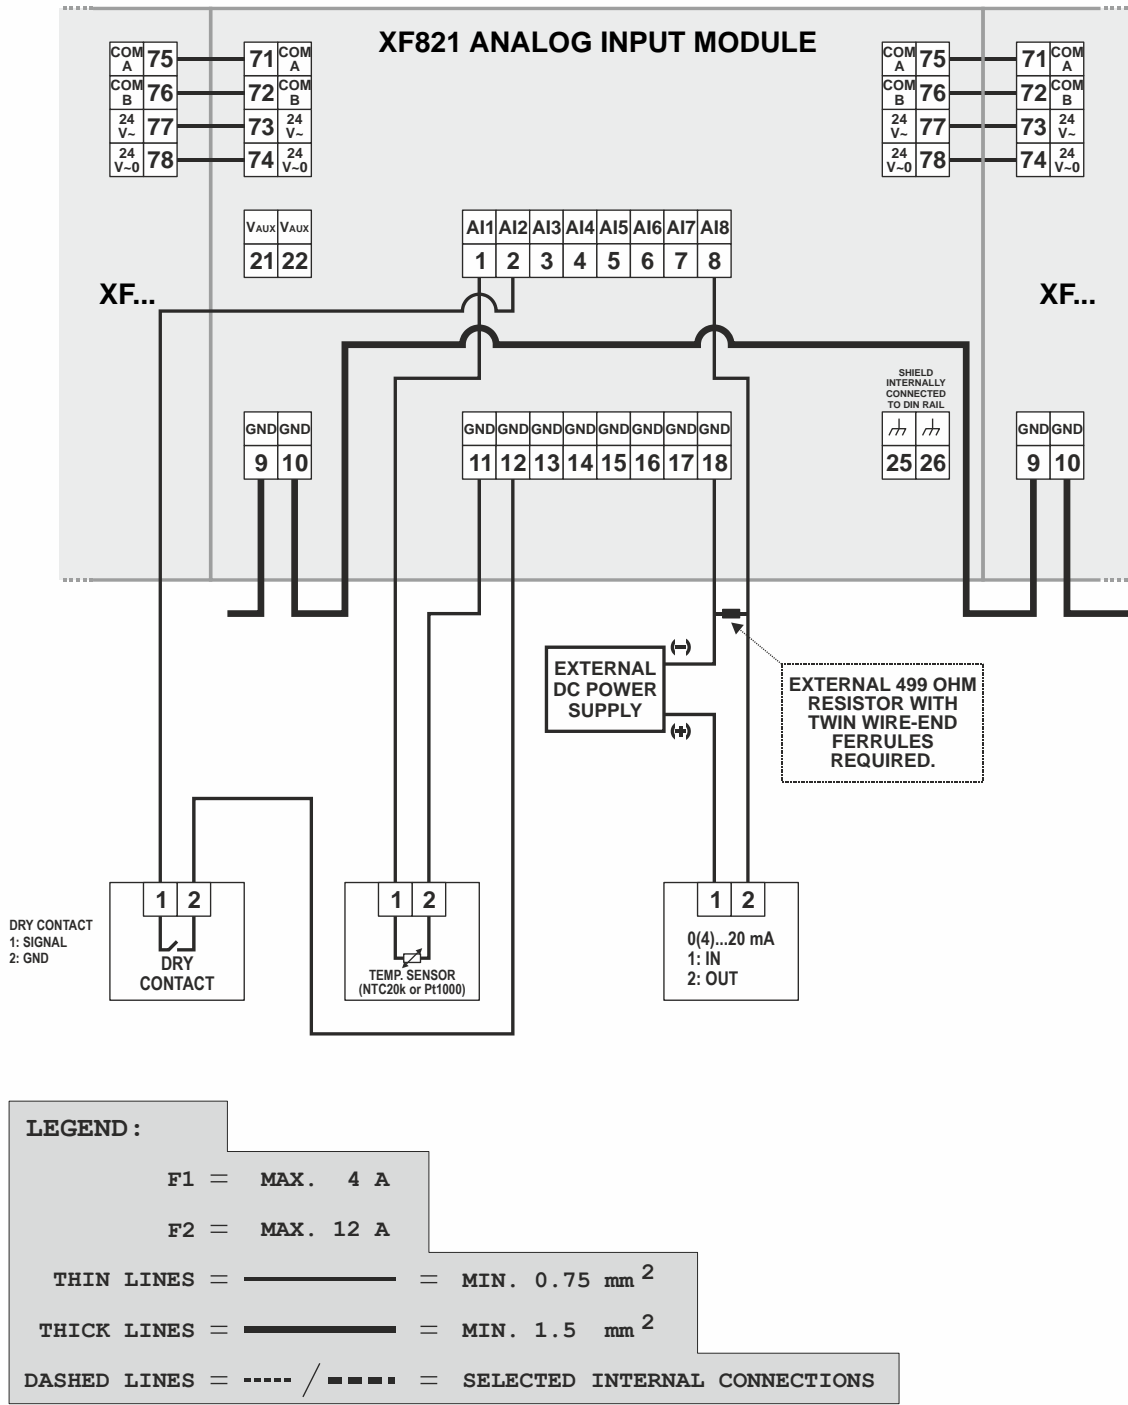 XF821 ANALOG INPUT MODULE
COM A 75 71 COM A
COM B 76 72 COM B
24 V~ 77 73 24 V~
24 V~0 78 74 24 V~0
COM A 75 71 COM A
COM B 76 72 COM B
24 V~ 77 73 24 V~
24 V~0 78 74 24 V~0
VAUX VAUX
21 22
AI1 AI2 AI3 AI4 AI5 AI6 AI7 AI8
1 2 3 4 5 6 7 8
XF...
XF...
SHIELD
INTERNALLY
CONNECTED
TO DIN RAIL
25 26
GND GND
9 10
GND GND GND GND GND GND GND GND
11 12 13 14 15 16 17 18
GND GND
9 10
EXTERNAL
DC POWER
SUPPLY
(−)
(+)
EXTERNAL 499 OHM
RESISTOR WITH
TWIN WIRE-END
FERRULES
REQUIRED.
DRY CONTACT
1: SIGNAL
2: GND
1 2
DRY
CONTACT
1 2
TEMP. SENSOR
(NTC20k or Pt1000)
1 2
0(4)...20 mA
1: IN
2: OUT
LEGEND:
F1 = MAX. 4 A
F2 = MAX. 12 A
THIN LINES = = MIN. 0.75 mm 2
THICK LINES = = MIN. 1.5 mm 2
DASHED LINES = / = SELECTED INTERNAL CONNECTIONS